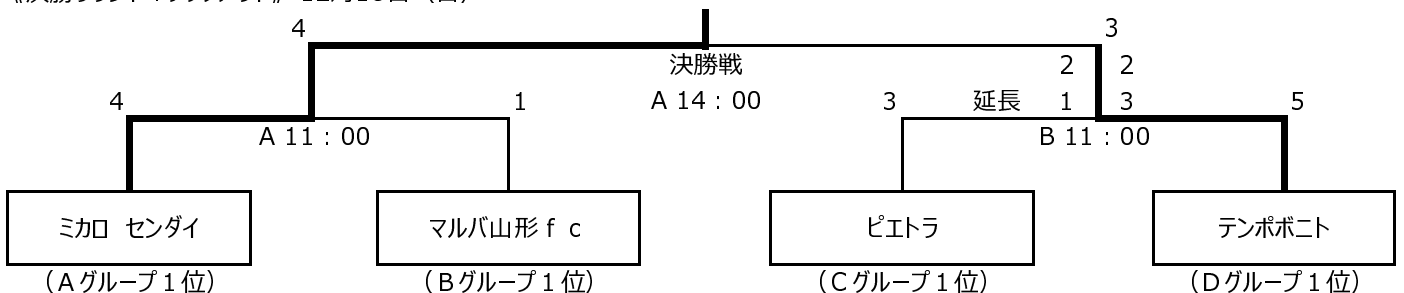 4 3
決勝戦 2 2
4 1 A 14：00 3 延長 1 3 5
A 11：00 B 11：00
ミカロ センダイ マルバ山形ｆｃ ピエトラ テンポボニト
（Ａグループ１位） （Ｂグループ１位） （Ｃグループ１位） （Ｄグループ１位）